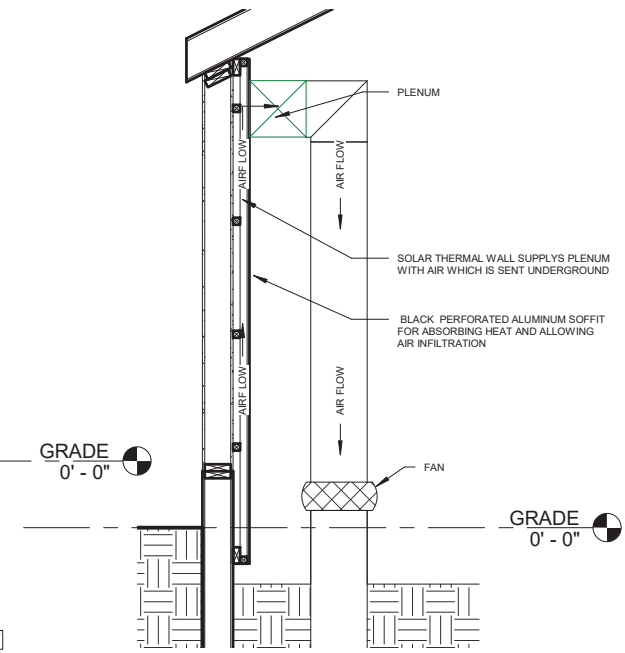 PLENUM
AIRF LOW
AIR FLOW
SOLAR THERMAL WALL SUPPLYS PLENUM
WITH AIR WHICH IS SENT UNDERGROUND
BLACK PERFORATED ALUMINUM SOFFIT
FOR ABSORBING HEAT AND ALLOWING
AIR INFILTRATION
AIRF LOW
AIR FLOW
GRADE
0' - 0"
FAN
GRADE
0' - 0"